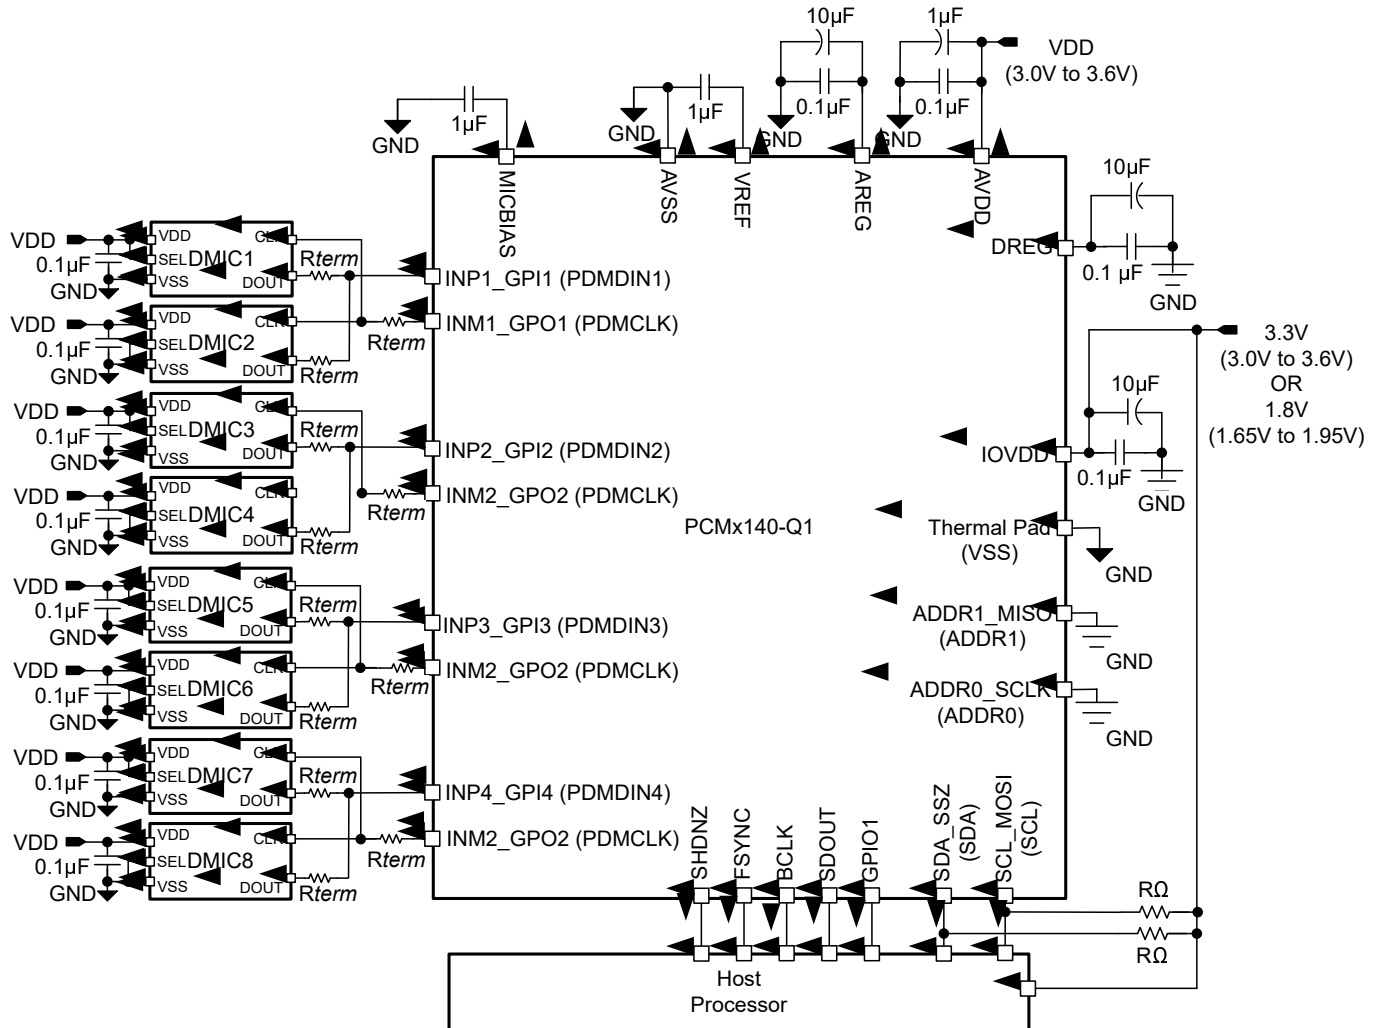 10µF
1µF
VDD
(3.0V to 3.6V)
1µF
GND
GND
1µF
0.1µF
GND
0.1µF
GND
MICBIAS
AVSS
VREF
AREG
AVDD
10µF
DREG
0.1 µF
GND
VDD
0.1µF
GND
VDD
SEL
VSS
DMIC1
CLK
DOUT
Rterm
INP1_GPI1 (PDMDIN1)
VDD
0.1µF
GND
VDD
SEL
VSS
DMIC2
CLK
DOUT
Rterm
Rterm
INM1_GPO1 (PDMCLK)
3.3V
(3.0V to 3.6V)
OR
1.8V
(1.65V to 1.95V)
10µF
IOVDD
0.1µF
GND
VDD
0.1µF
GND
VDD
SEL
VSS
DMIC3
CLK
DOUT
Rterm
INP2_GPI2 (PDMDIN2)
VDD
0.1µF
GND
VDD
SEL
VSS
DMIC4
CLK
DOUT
Rterm
Rterm
INM2_GPO2 (PDMCLK)
PCMx140-Q1
Thermal Pad
(VSS)
GND
VDD
0.1µF
GND
VDD
SEL
VSS
DMIC5
CLK
DOUT
Rterm
INP3_GPI3 (PDMDIN3)
ADDR1_MISO
(ADDR1)
GND
VDD
0.1µF
GND
VDD
SEL
VSS
DMIC6
CLK
DOUT
Rterm
Rterm
INM2_GPO2 (PDMCLK)
ADDR0_SCLK
(ADDR0)
GND
VDD
0.1µF
GND
VDD
SEL
VSS
DMIC7
CLK
DOUT
Rterm
INP4_GPI4 (PDMDIN4)
VDD
0.1µF
GND
VDD
SEL
VSS
DMIC8
CLK
DOUT
Rterm
Rterm
INM2_GPO2 (PDMCLK)
SHDNZ
FSYNC
BCLK
SDOUT
GPIO1
SDA_SSZ
(SDA)
SCL_MOSI
(SCL)
RΩ
RΩ
Host
Processor